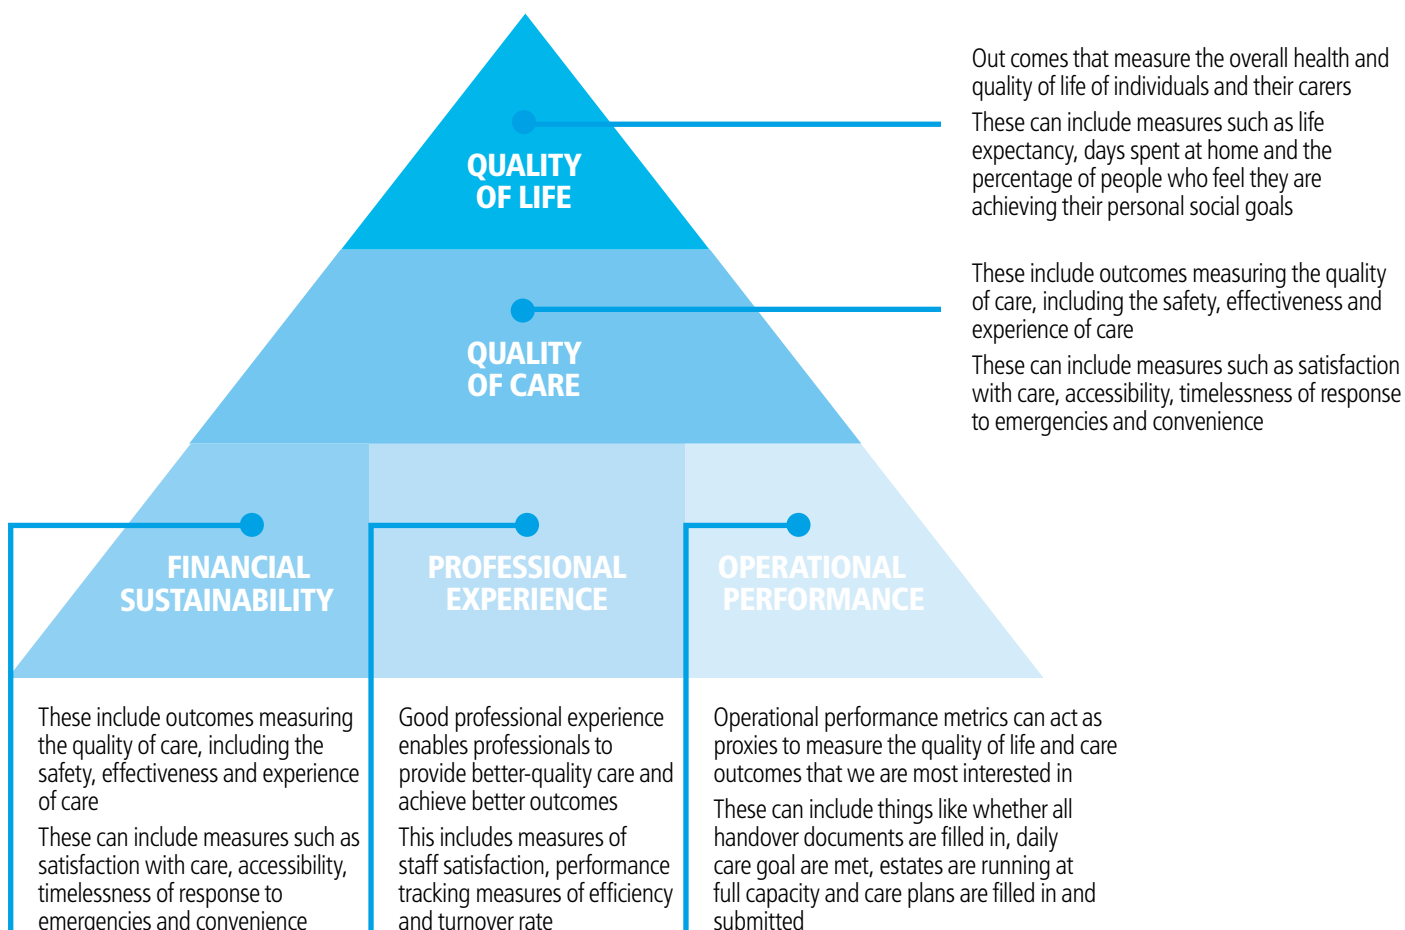 Out comes that measure the overall health and
quality of life of individuals and their carers
These can include measures such as life
expectancy, days spent at home and the
percentage of people who feel they are
achieving their personal social goals
QUALITY
OF LIFE
These include outcomes measuring the quality
of care, including the safety, effectiveness and
experience of care
These can include measures such as satisfaction
with care, accessibility, timelessness of response
to emergencies and convenience
QUALITY
OF CARE
FINANCIAL
SUSTAINABILITY
PROFESSIONAL
EXPERIENCE
OPERATIONAL
PERFORMANCE
These include outcomes measuring
the quality of care, including the
safety, effectiveness and experience
of care
These can include measures such as
satisfaction with care, accessibility,
timelessness of response to
emergencies and convenience
Good professional experience
enables professionals to
provide better-quality care and
achieve better outcomes
This includes measures of
staff satisfaction, performance
tracking measures of efficiency
and turnover rate
Operational performance metrics can act as
proxies to measure the quality of life and care
outcomes that we are most interested in
These can include things like whether all
handover documents are filled in, daily
care goal are met, estates are running at
full capacity and care plans are filled in and
submitted